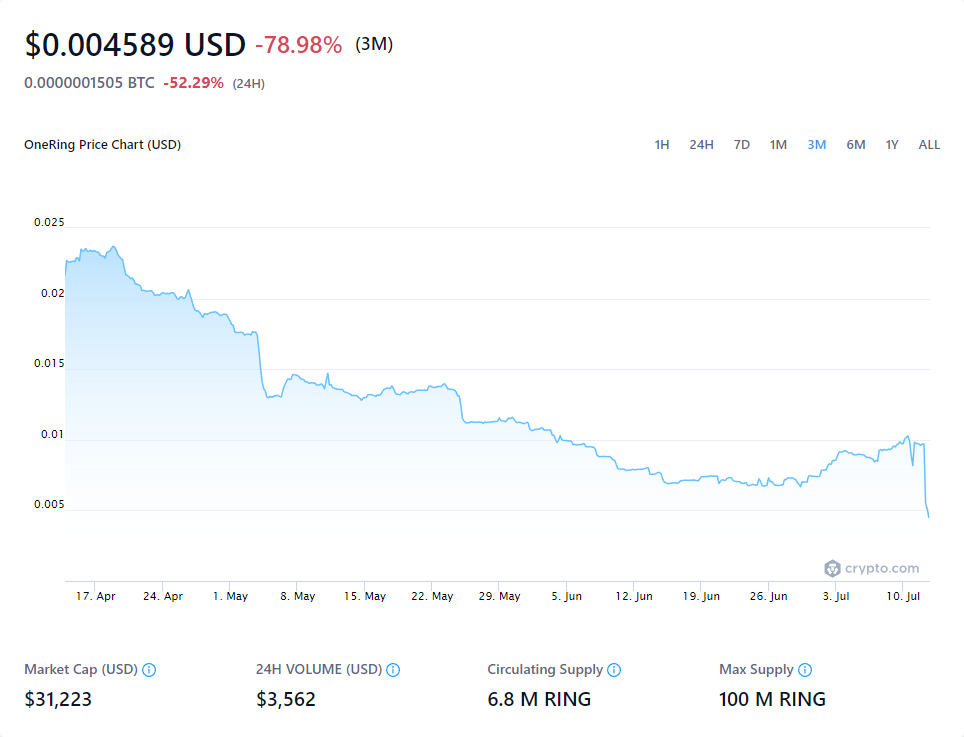 $0.004589 USD -78.98% (3M)
0.0000001505 BTC -52.29% (24H)
OneRing Price Chart (USD) 1H 24H 7D 1M 3M 6M 1Y ALL
0.025
0.02
0.015
0.01
0.005
crypto.com
17. Apr 24. Apr 1. May 8. May 15. May 22. May 29. May 5. Jun 12. Jun 19. Jun 26. Jun 3. Jul 10. Jul
Market Cap (USD) 24H VOLUME (USD) Circulating Supply Max Supply
$31,223 $3,562 6.8 M RING 100 M RING